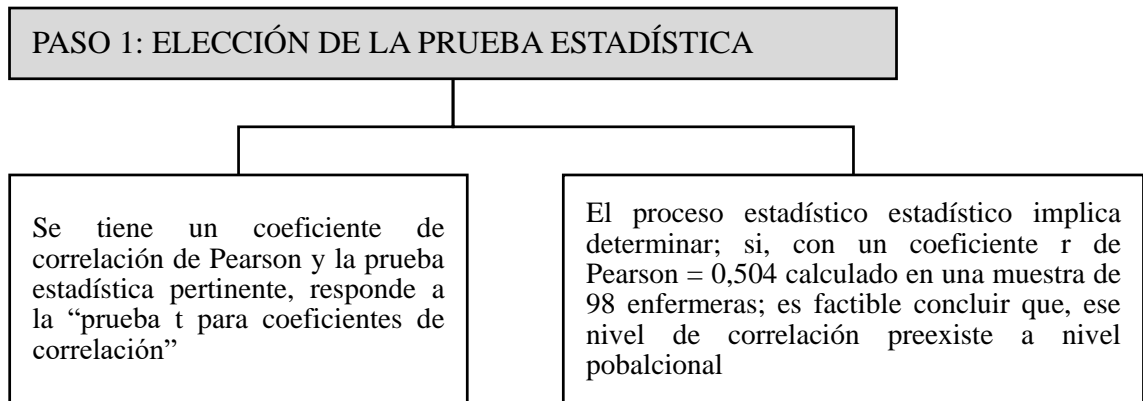 PASO 1: ELECCIÓN DE LA PRUEBA ESTADÍSTICA
Se tiene un coeficiente de
correlación de Pearson y la prueba
estadística pertinente, responde a
la “prueba t para coeficientes de
correlación”
El proceso estadístico estadístico implica
determinar; si, con un coeficiente r de
Pearson = 0,504 calculado en una muestra de
98 enfermeras; es factible concluir que, ese
nivel de correlación preexiste a nivel
pobalcional